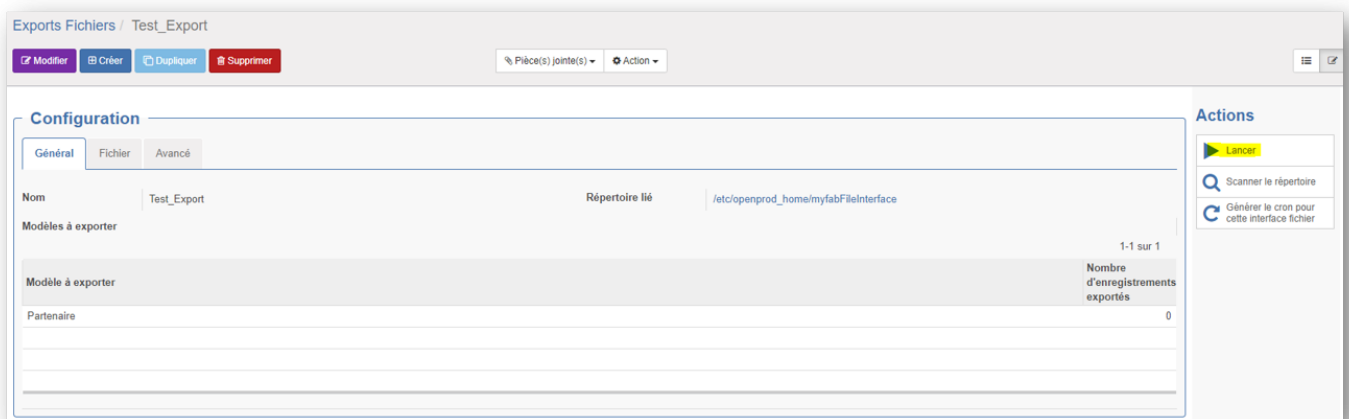 Exports Fichiers / Test_Export
Modifier Créer Dupliquer Supprimer Pièce(s) jointe(s) Action
Configuration
Général Fichier Avancé
Nom Test_Export Répertoire lié /etc/openprod_home/myfabFileInterface
Modèles à exporter
1-1 sur 1
Modèle à exporter Nombre
d'enregistrements
exportés
Partenaire 0
Actions
Lancer
Scanner le répertoire
Générer le cron pour
cette interface fichier